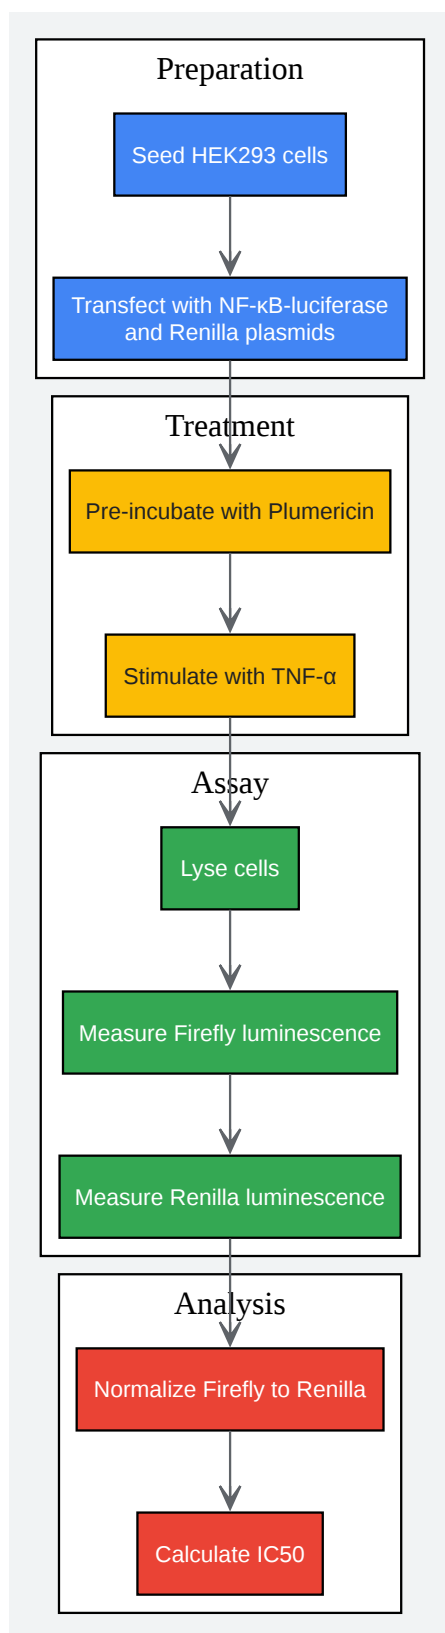 Preparation
Seed HEK293 cells
Transfect with NF-κB-luciferase
and Renilla plasmids
Treatment
Pre-incubate with Plumericin
Stimulate with TNF-α
Assay
Lyse cells
Measure Firefly luminescence
Measure Renilla luminescence
Analysis
Normalize Firefly to Renilla
Calculate IC50